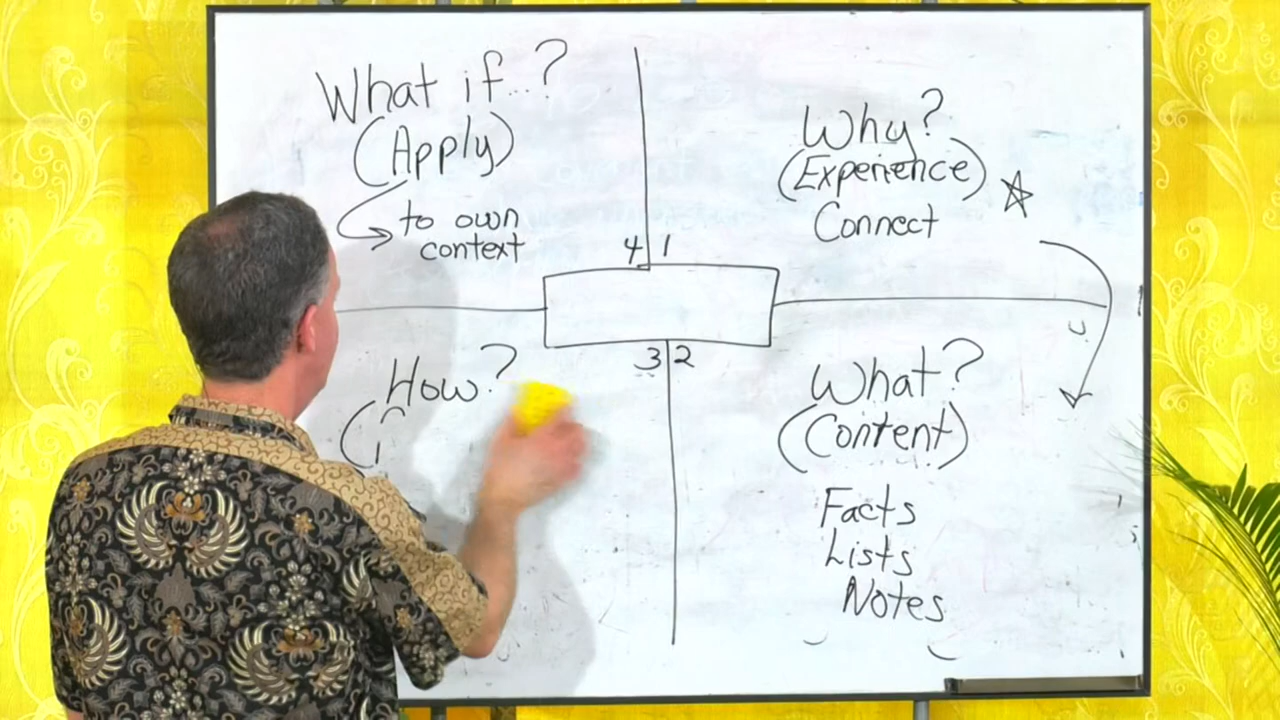 What if...?
(Apply)
to own
context
4
Why?
(Experience)
Connect
1
3
How?
(
2
What?
(Content)
Facts
Lists
Notes